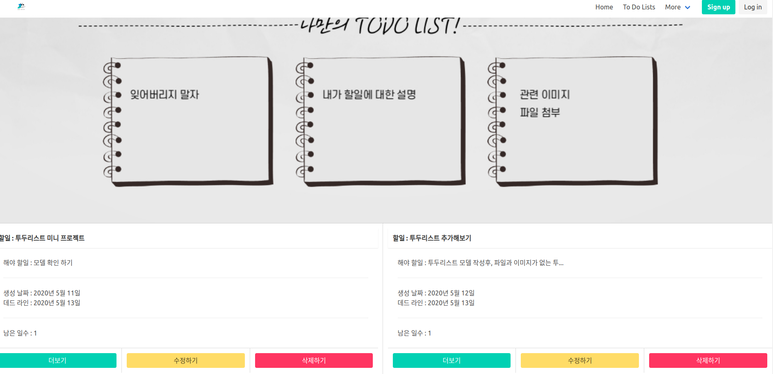 Home To Do Lists More Sign up Log in
나만의 TODO LIST!
잊어버리지 말자
내가 할일에 대한 설명
관련 이미지
파일 첨부
할일 : 투두리스트 미니 프로젝트
해야 할일 : 모델 확인 하기
생성 날짜 : 2020년 5월 11일
데드 라인 : 2020년 5월 13일
남은 일수 : 1
더보기 수정하기 삭제하기
할일 : 투두리스트 추가해보기
해야 할일 : 투두리스트 모델 작성후, 파일과 이미지가 없는 투...
생성 날짜 : 2020년 5월 12일
데드 라인 : 2020년 5월 13일
남은 일수 : 1
더보기 수정하기 삭제하기